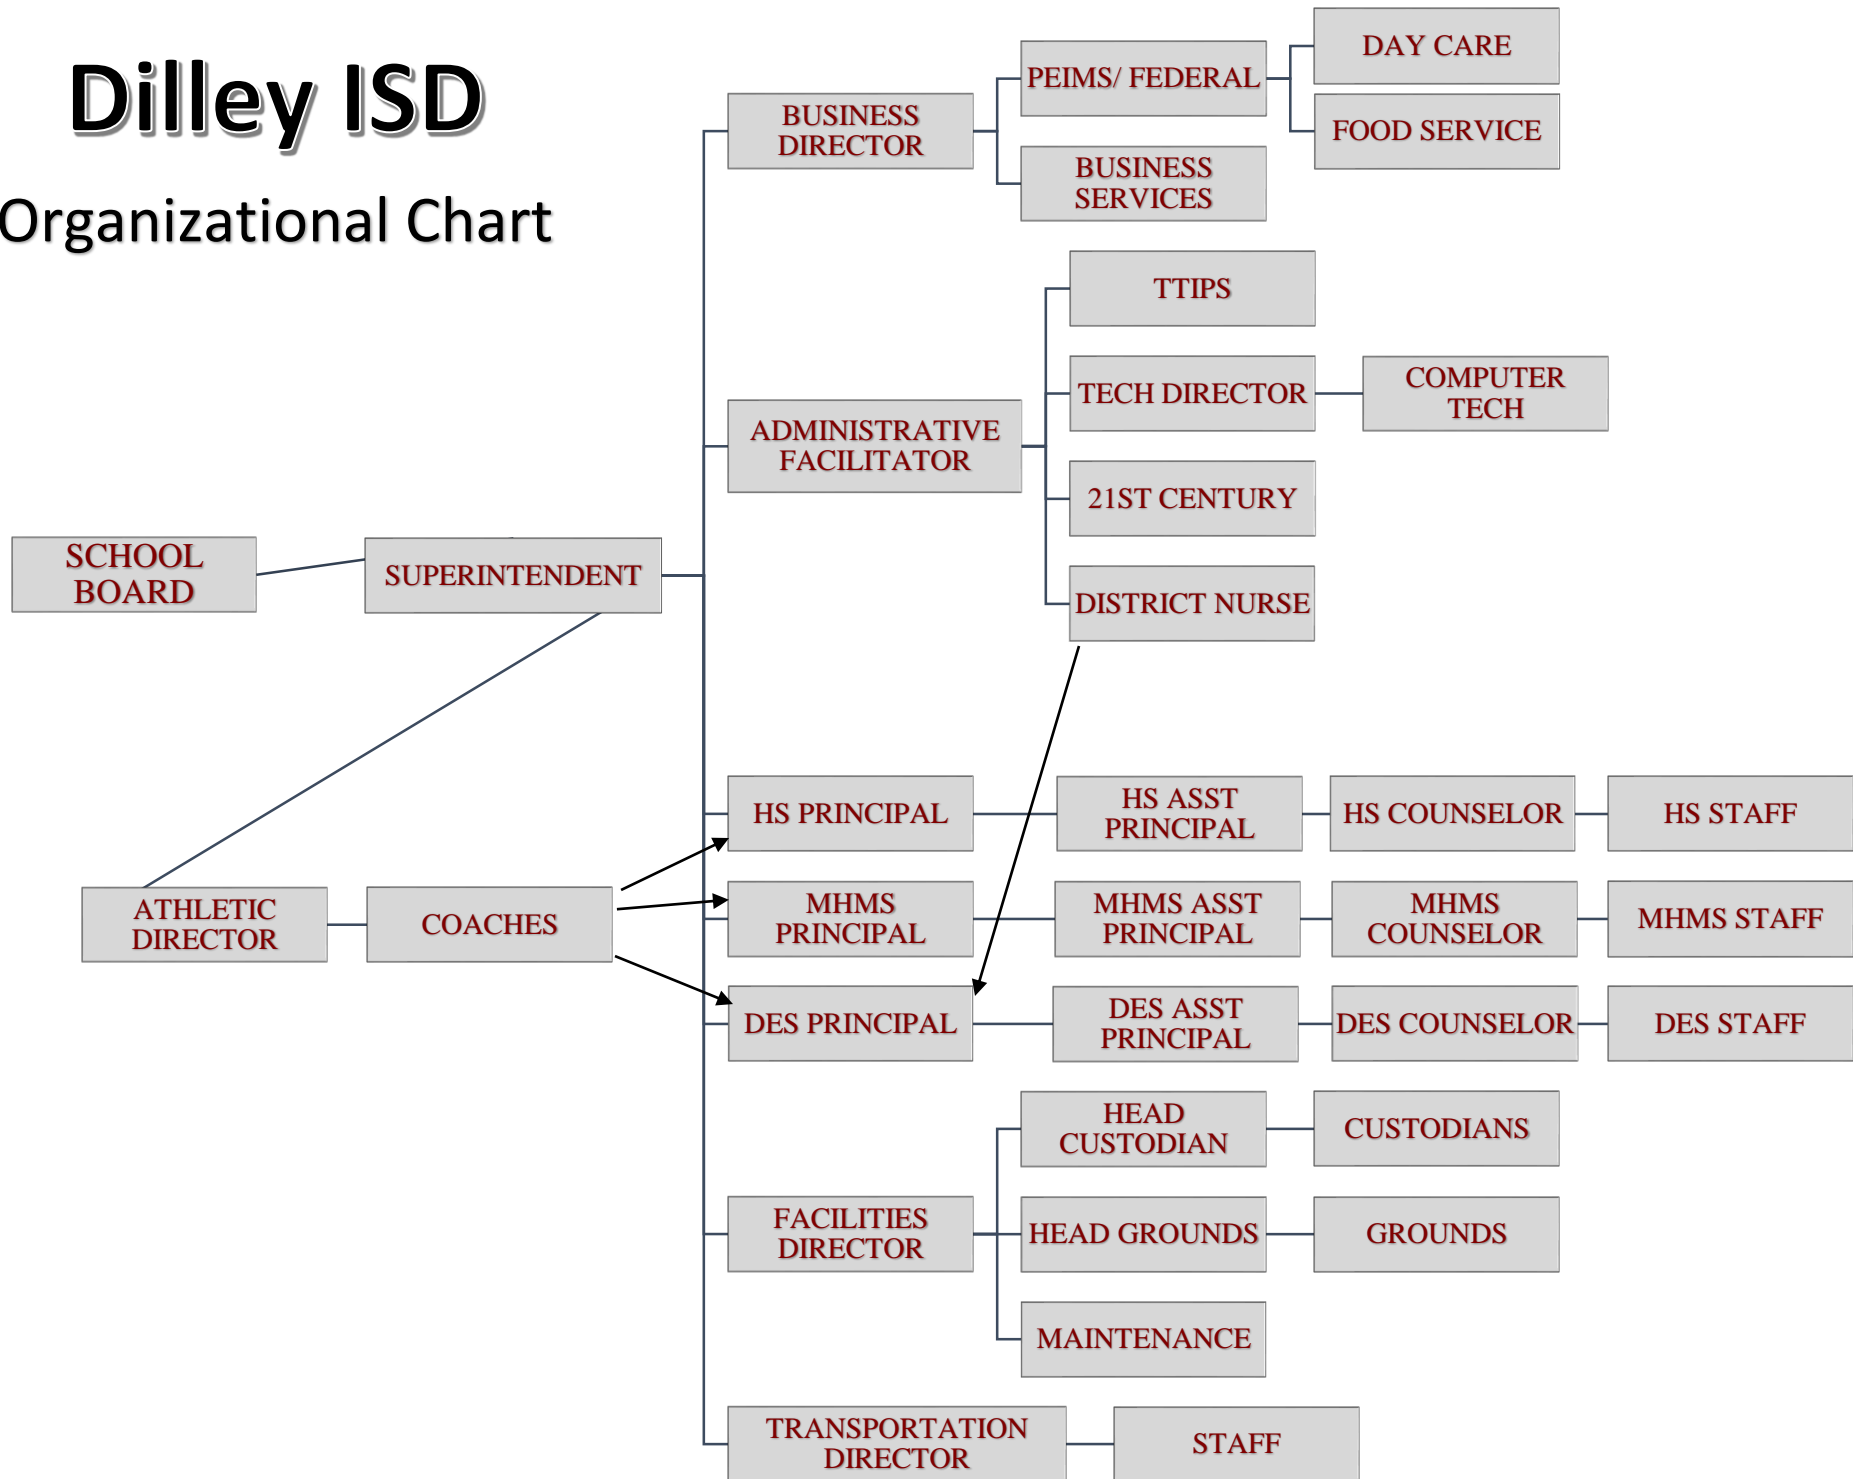 Dilley ISD
Organizational Chart
DAY CARE
PEIMS/ FEDERAL
FOOD SERVICE
BUSINESS
DIRECTOR
BUSINESS
SERVICES
TTIPS
TECH DIRECTOR
COMPUTER
TECH
ADMINISTRATIVE
FACILITATOR
21ST CENTURY
DISTRICT NURSE
SCHOOL
BOARD
SUPERINTENDENT
HS PRINCIPAL
HS ASST
PRINCIPAL
HS COUNSELOR
HS STAFF
ATHLETIC
DIRECTOR
COACHES
MHMS
PRINCIPAL
MHMS ASST
PRINCIPAL
MHMS
COUNSELOR
MHMS STAFF
DES PRINCIPAL
DES ASST
PRINCIPAL
DES COUNSELOR
DES STAFF
HEAD
CUSTODIAN
CUSTODIANS
FACILITIES
DIRECTOR
HEAD GROUNDS
GROUNDS
MAINTENANCE
TRANSPORTATION
DIRECTOR
STAFF